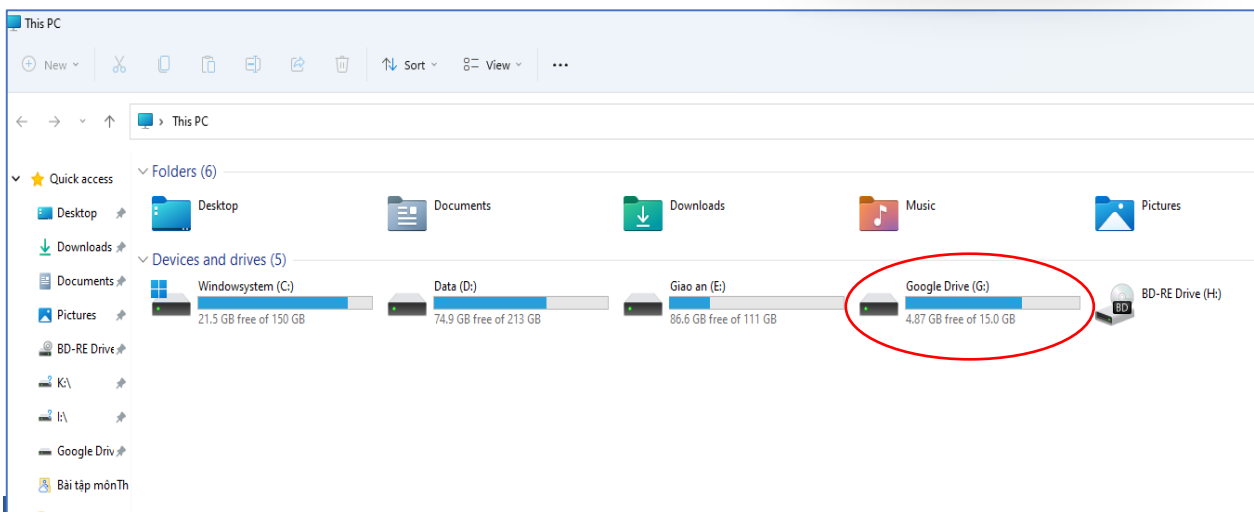 This PC
New
Sort
View
This PC
Quick access
Desktop
Downloads
Documents
Pictures
BD-RE Drive
K:\
I:\
Google Driv
Bài tập mônTh
Folders (6)
Desktop
Documents
Downloads
Music
Pictures
Devices and drives (5)
Windowsystem (C:)
21.5 GB free of 150 GB
Data (D:)
74.9 GB free of 213 GB
Giao an (E:)
86.6 GB free of 111 GB
Google Drive (G:)
4.87 GB free of 15.0 GB
BD
BD-RE Drive (H:)